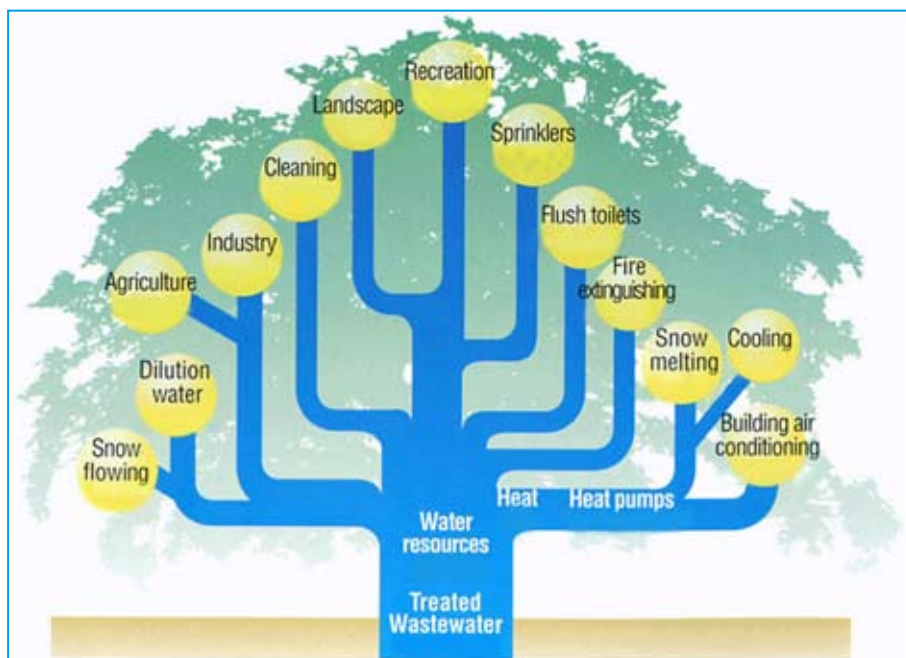 Recreation
Landscape
Sprinklers
Cleaning
Flush toilets
Industry
Fire
extinguishing
Agriculture
Snow
melting
Cooling
Dilution
water
Building air
conditioning
Snow
flowing
Heat
Heat pumps
Water
resources
Treated
Wastewater